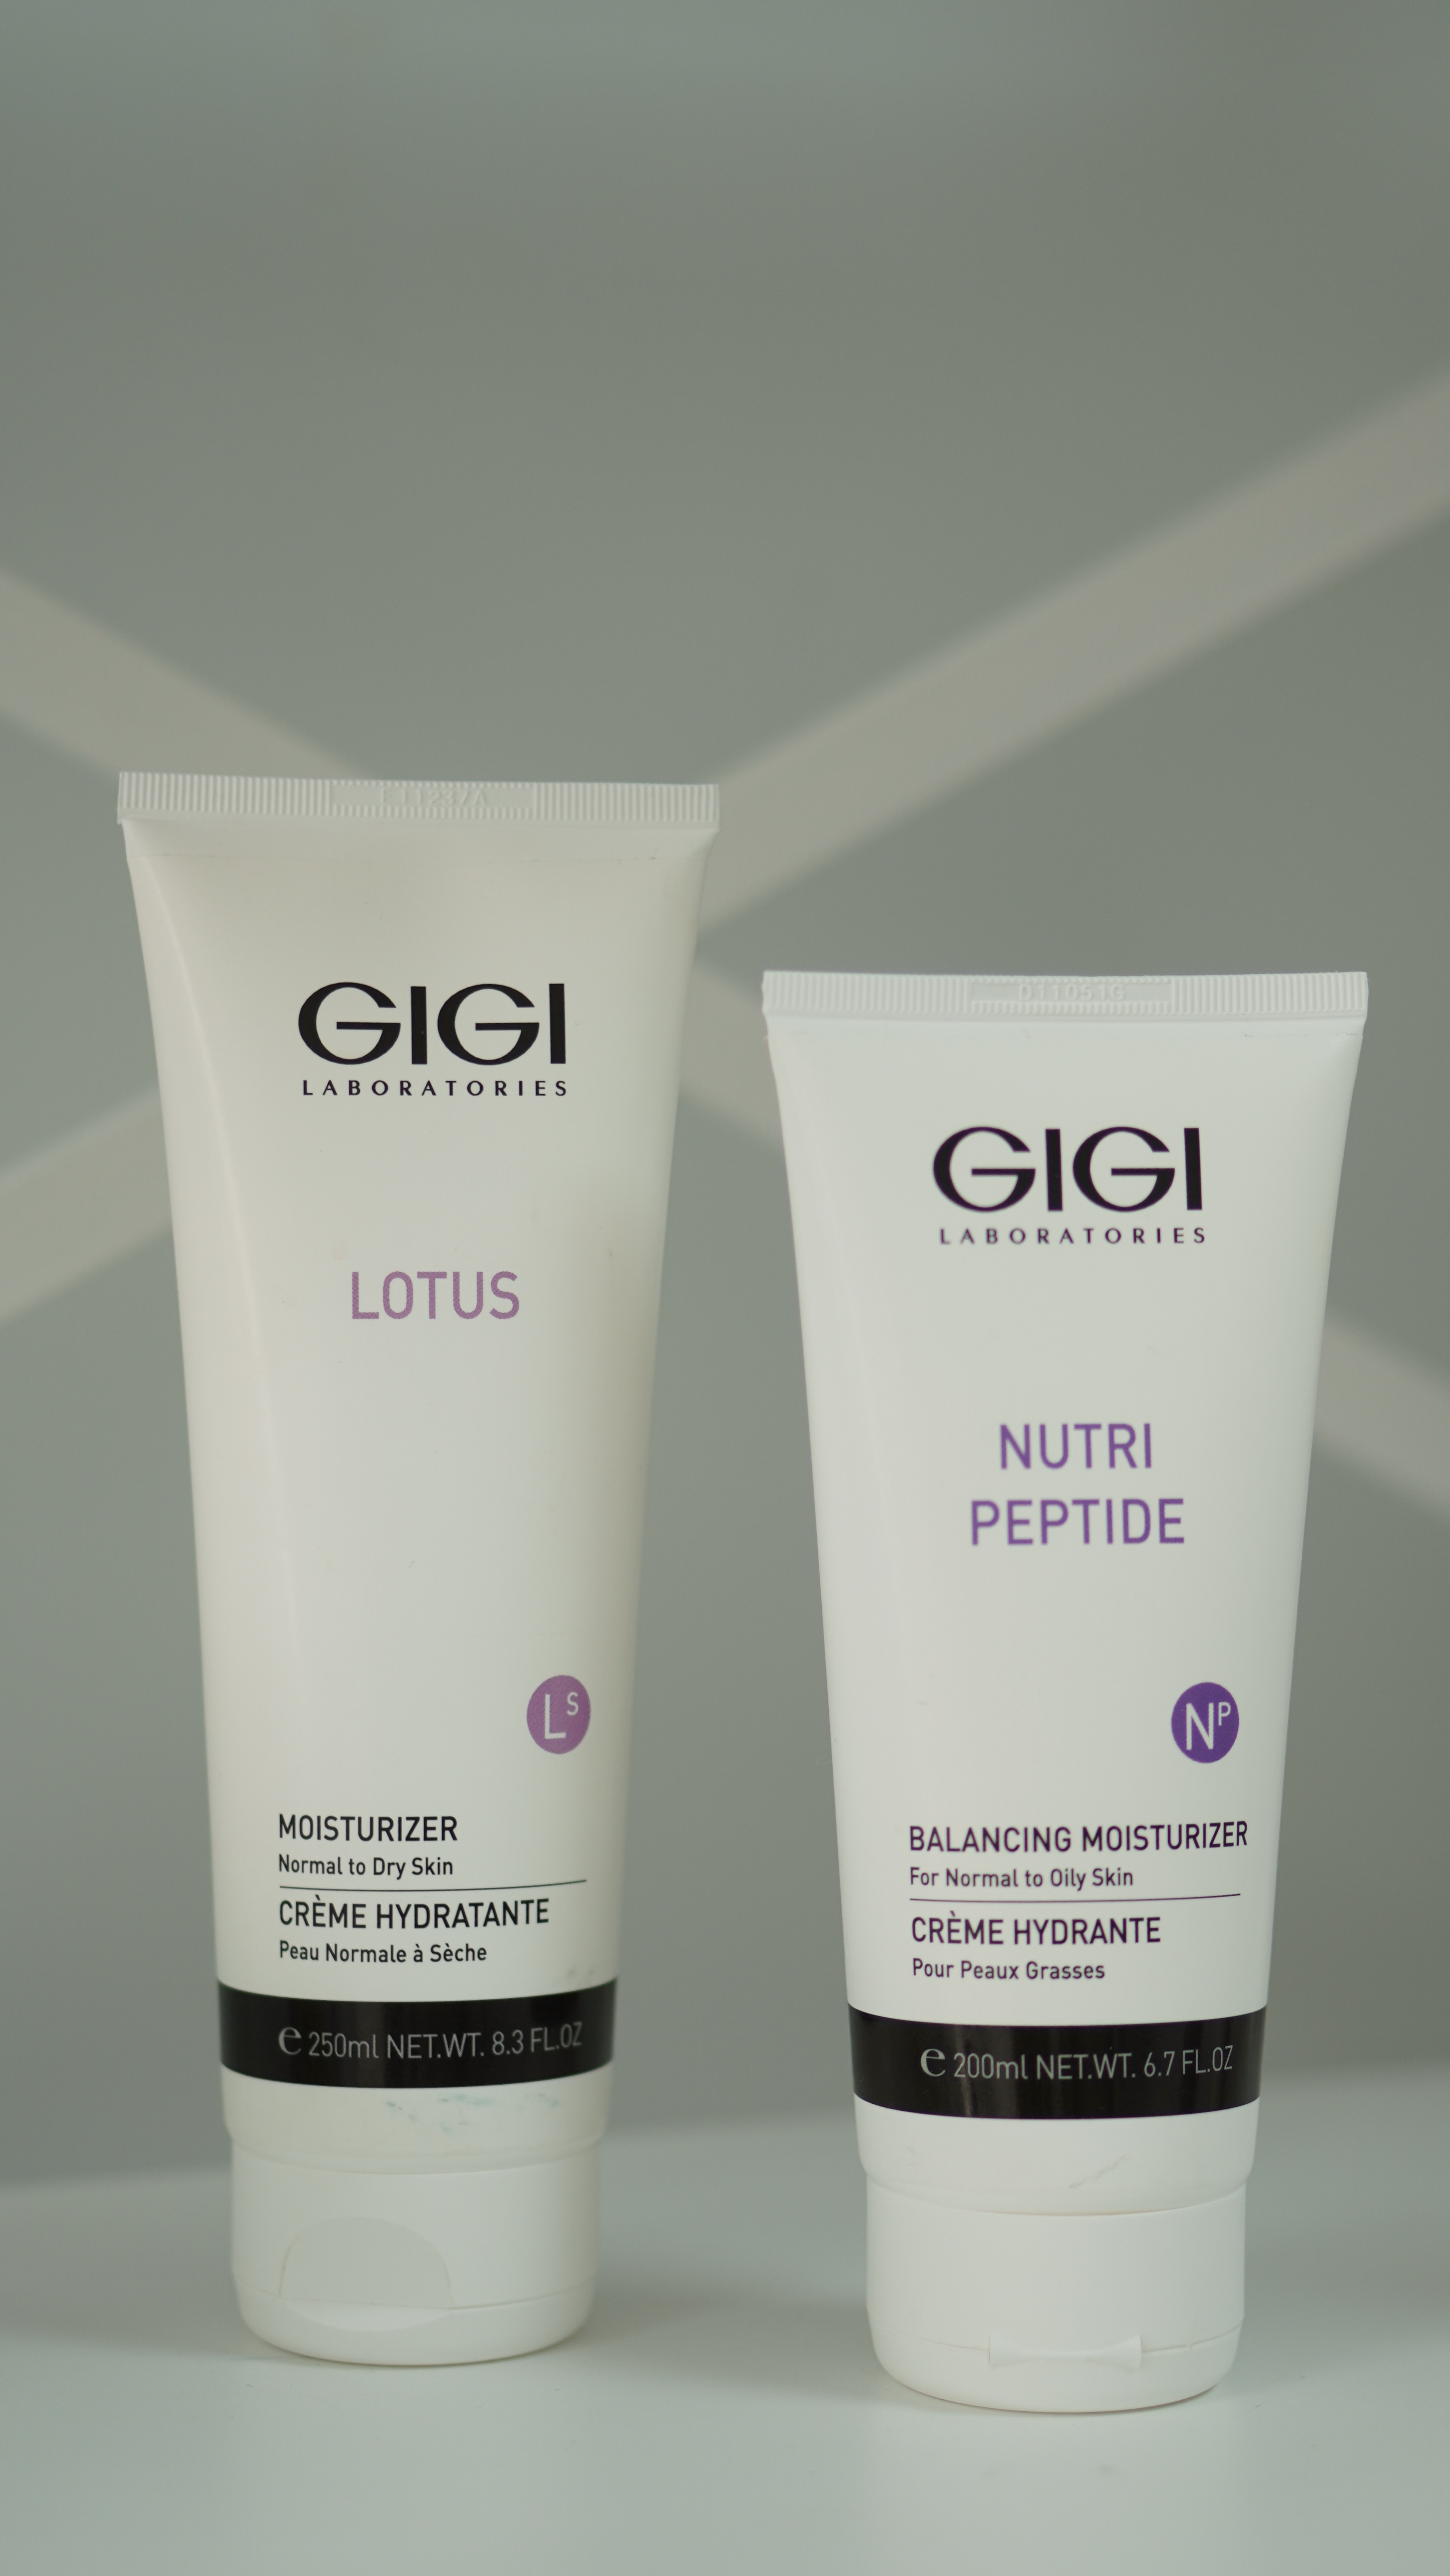 GIGI
LABORATORIES
LOTUS
LS
MOISTURIZER
Normal to Dry Skin
CRÈME HYDRATANTE
Peau Normale à Sèche
e 250ml NET.WT. 8.3 FL.OZ
GIGI
LABORATORIES
NUTRI
PEPTIDE
NP
BALANCING MOISTURIZER
For Normal to Oily Skin
CRÈME HYDRANTE
Pour Peaux Grasses
e 200ml NET.WT. 6.7 FL.OZ